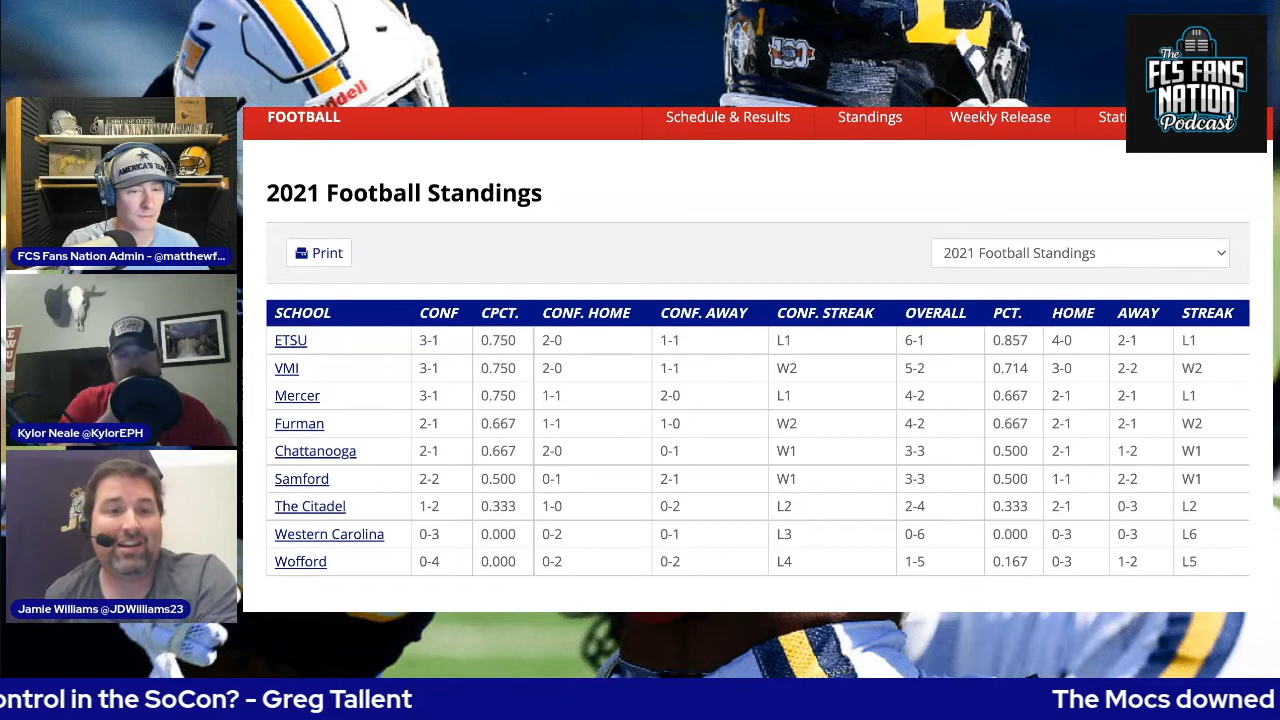 The
FCS FANS
NATION
Podcast
FOOTBALL Schedule & Results Standings Weekly Release Stati
2021 Football Standings
Print 2021 Football Standings
SCHOOL CONF CPCT. CONF. HOME CONF. AWAY CONF. STREAK OVERALL PCT. HOME AWAY STREAK
ETSU 3-1 0.750 2-0 1-1 L1 6-1 0.857 4-0 2-1 L1
VMI 3-1 0.750 2-0 1-1 W2 5-2 0.714 3-0 2-2 W2
Mercer 3-1 0.750 1-1 2-0 L1 4-2 0.667 2-1 2-1 L1
Furman 2-1 0.667 1-1 1-0 W2 4-2 0.667 2-1 2-1 W2
Chattanooga 2-1 0.667 2-0 0-1 W1 3-3 0.500 2-1 1-2 W1
Samford 2-2 0.500 0-1 2-1 W1 3-3 0.500 1-1 2-2 W1
The Citadel 1-2 0.333 1-0 0-2 L2 2-4 0.333 2-1 0-3 L2
Western Carolina 0-3 0.000 0-2 0-1 L3 0-6 0.000 0-3 0-3 L6
Wofford 0-4 0.000 0-2 0-2 L4 1-5 0.167 0-3 1-2 L5
AMERICA'S TEAM
FCS Fans Nation Admin - @matthewf...
Kylor Neale @KylorEPH
Jamie Williams @JDWilliams23
ontrol in the SoCon? - Greg Tallent The Mocs downed